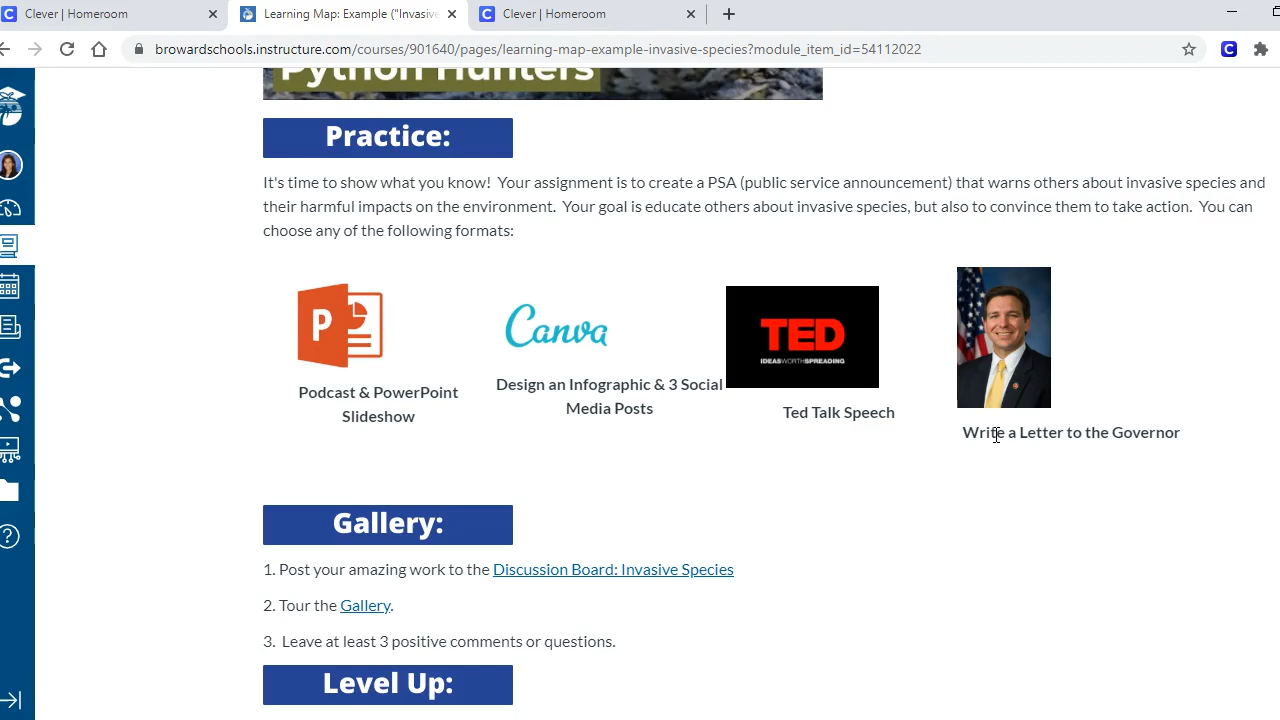 Clever | Homeroom
Learning Map: Example ("Invasive
Clever | Homeroom
browardschools.instructure.com/courses/901640/pages/learning-map-example-invasive-species?module_item_id=54112022
Python Hunters
Practice:
It's time to show what you know! Your assignment is to create a PSA (public service announcement) that warns others about invasive species and
their harmful impacts on the environment. Your goal is educate others about invasive species, but also to convince them to take action. You can
choose any of the following formats:
P
Canva
TED
IDEAS WORTH SPREADING
Podcast & PowerPoint
Slideshow
Design an Infographic & 3 Social
Media Posts
Ted Talk Speech
Write a Letter to the Governor
Gallery:
1. Post your amazing work to the Discussion Board: Invasive Species
2. Tour the Gallery.
3. Leave at least 3 positive comments or questions.
Level Up: